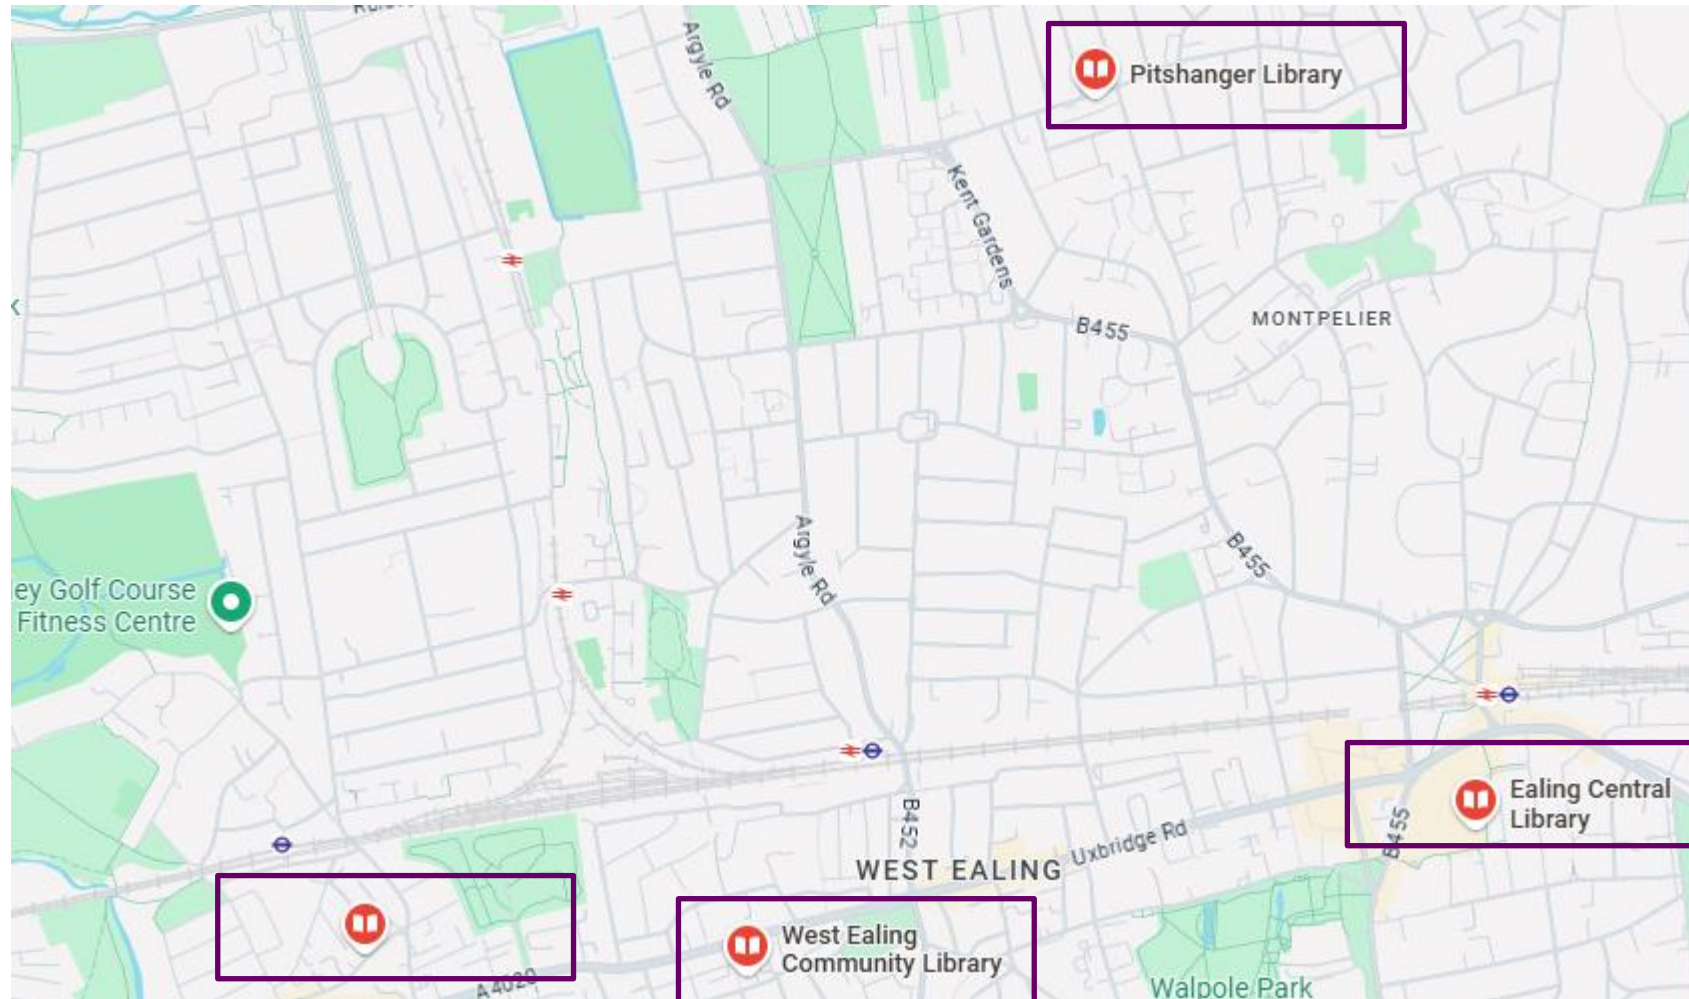 Argyle Rd
Pitshanger Library
Kent Gardens
B455
MONTPELIER
Argyle Rd
B455
ey Golf Course
Fitness Centre
B452
Uxbridge Rd
WEST EALING
B455
Ealing Central
Library
West Ealing
Community Library
A4020
Walpole Park